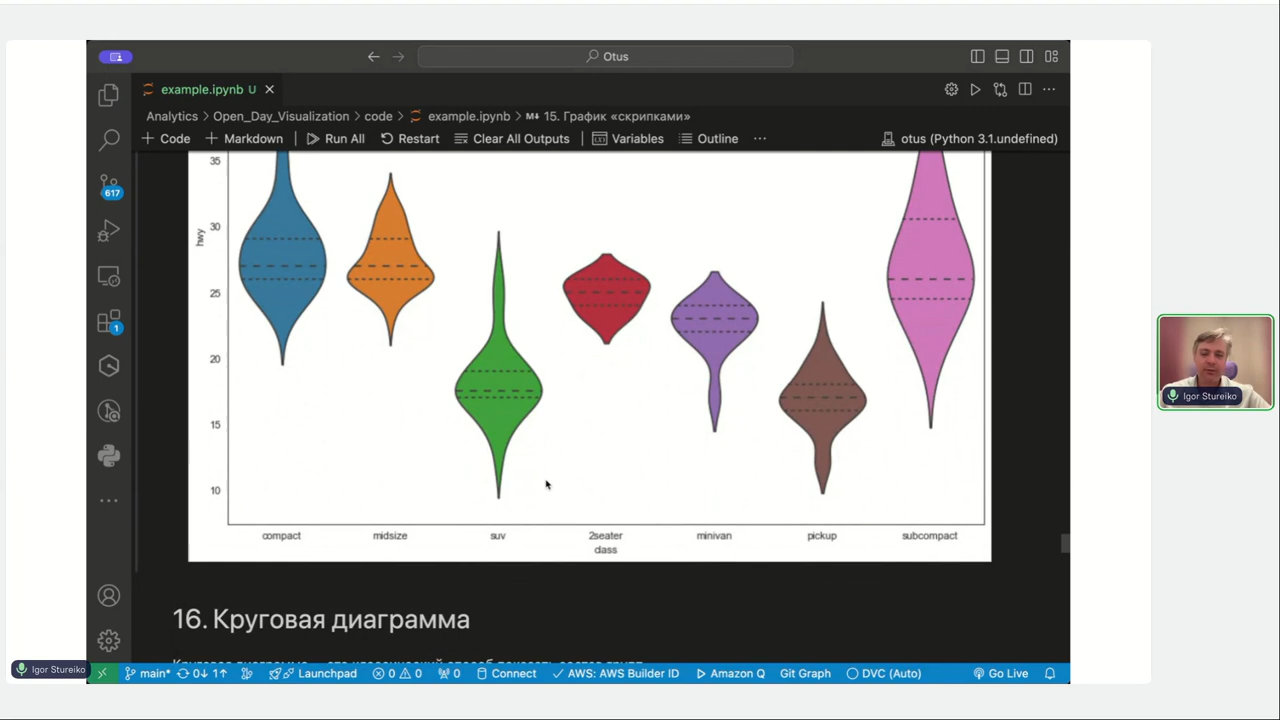 Otus
example.ipynb U
Analytics > Open_Day_Visualization > code > example.ipynb > M↓ 15. График «скрипками»
+ Code + Markdown Run All Restart Clear All Outputs Variables Outline ··· otus (Python 3.1.undefined)
617
1
hwy
35
30
25
20
15
10
compact midsize suv 2seater minivan pickup subcompact
class
Igor Stureiko
16. Круговая диаграмма
Igor Stureiko
main* 0↓ 1↑ Launchpad 0 0 0 Connect AWS: AWS Builder ID Amazon Q Git Graph DVC (Auto) Go Live